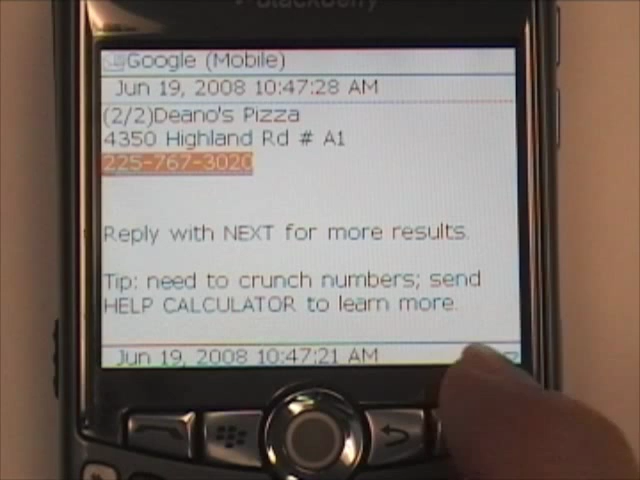 BlackBerry
Google (Mobile)
Jun 19, 2008 10:47:28 AM
(2/2)Deano's Pizza
4350 Highland Rd # A1
225-767-3020
Reply with NEXT for more results.
Tip: need to crunch numbers; send
HELP CALCULATOR to learn more.
Jun 19, 2008 10:47:21 AM